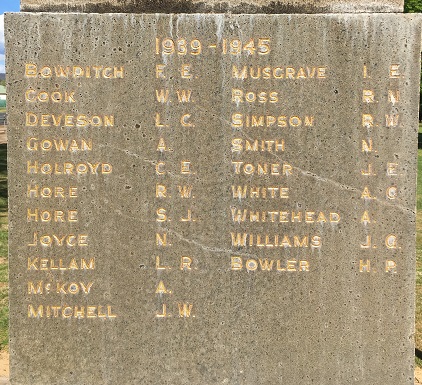 1939 - 1945
BOWDITCH F. E. MUSGRAVE I. E.
COOK W. W. ROSS R. N.
DEVESON L. C. SIMPSON R. W.
GOWAN A. SMITH N.
HOLROYD C. E. TONER J. E.
HORE R. W. WHITE A. C.
HORE S. J. WHITEHEAD A.
JOYCE N. WILLIAMS J. C.
KELLAM L. R. BOWLER H. P.
McKOY A.
MITCHELL J. W.